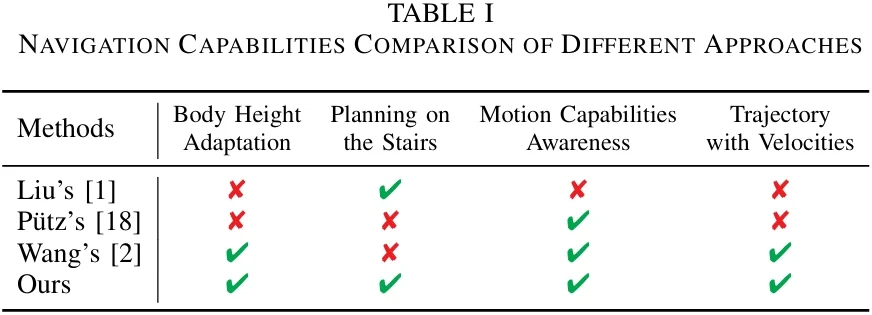 TABLE I
NAVIGATION CAPABILITIES COMPARISON OF DIFFERENT APPROACHES
Methods Body Height Adaptation Planning on the Stairs Motion Capabilities Awareness Trajectory with Velocities
Liu's [1] ✘ ✔ ✘ ✘
Pütz's [18] ✘ ✘ ✔ ✘
Wang's [2] ✔ ✘ ✔ ✔
Ours ✔ ✔ ✔ ✔